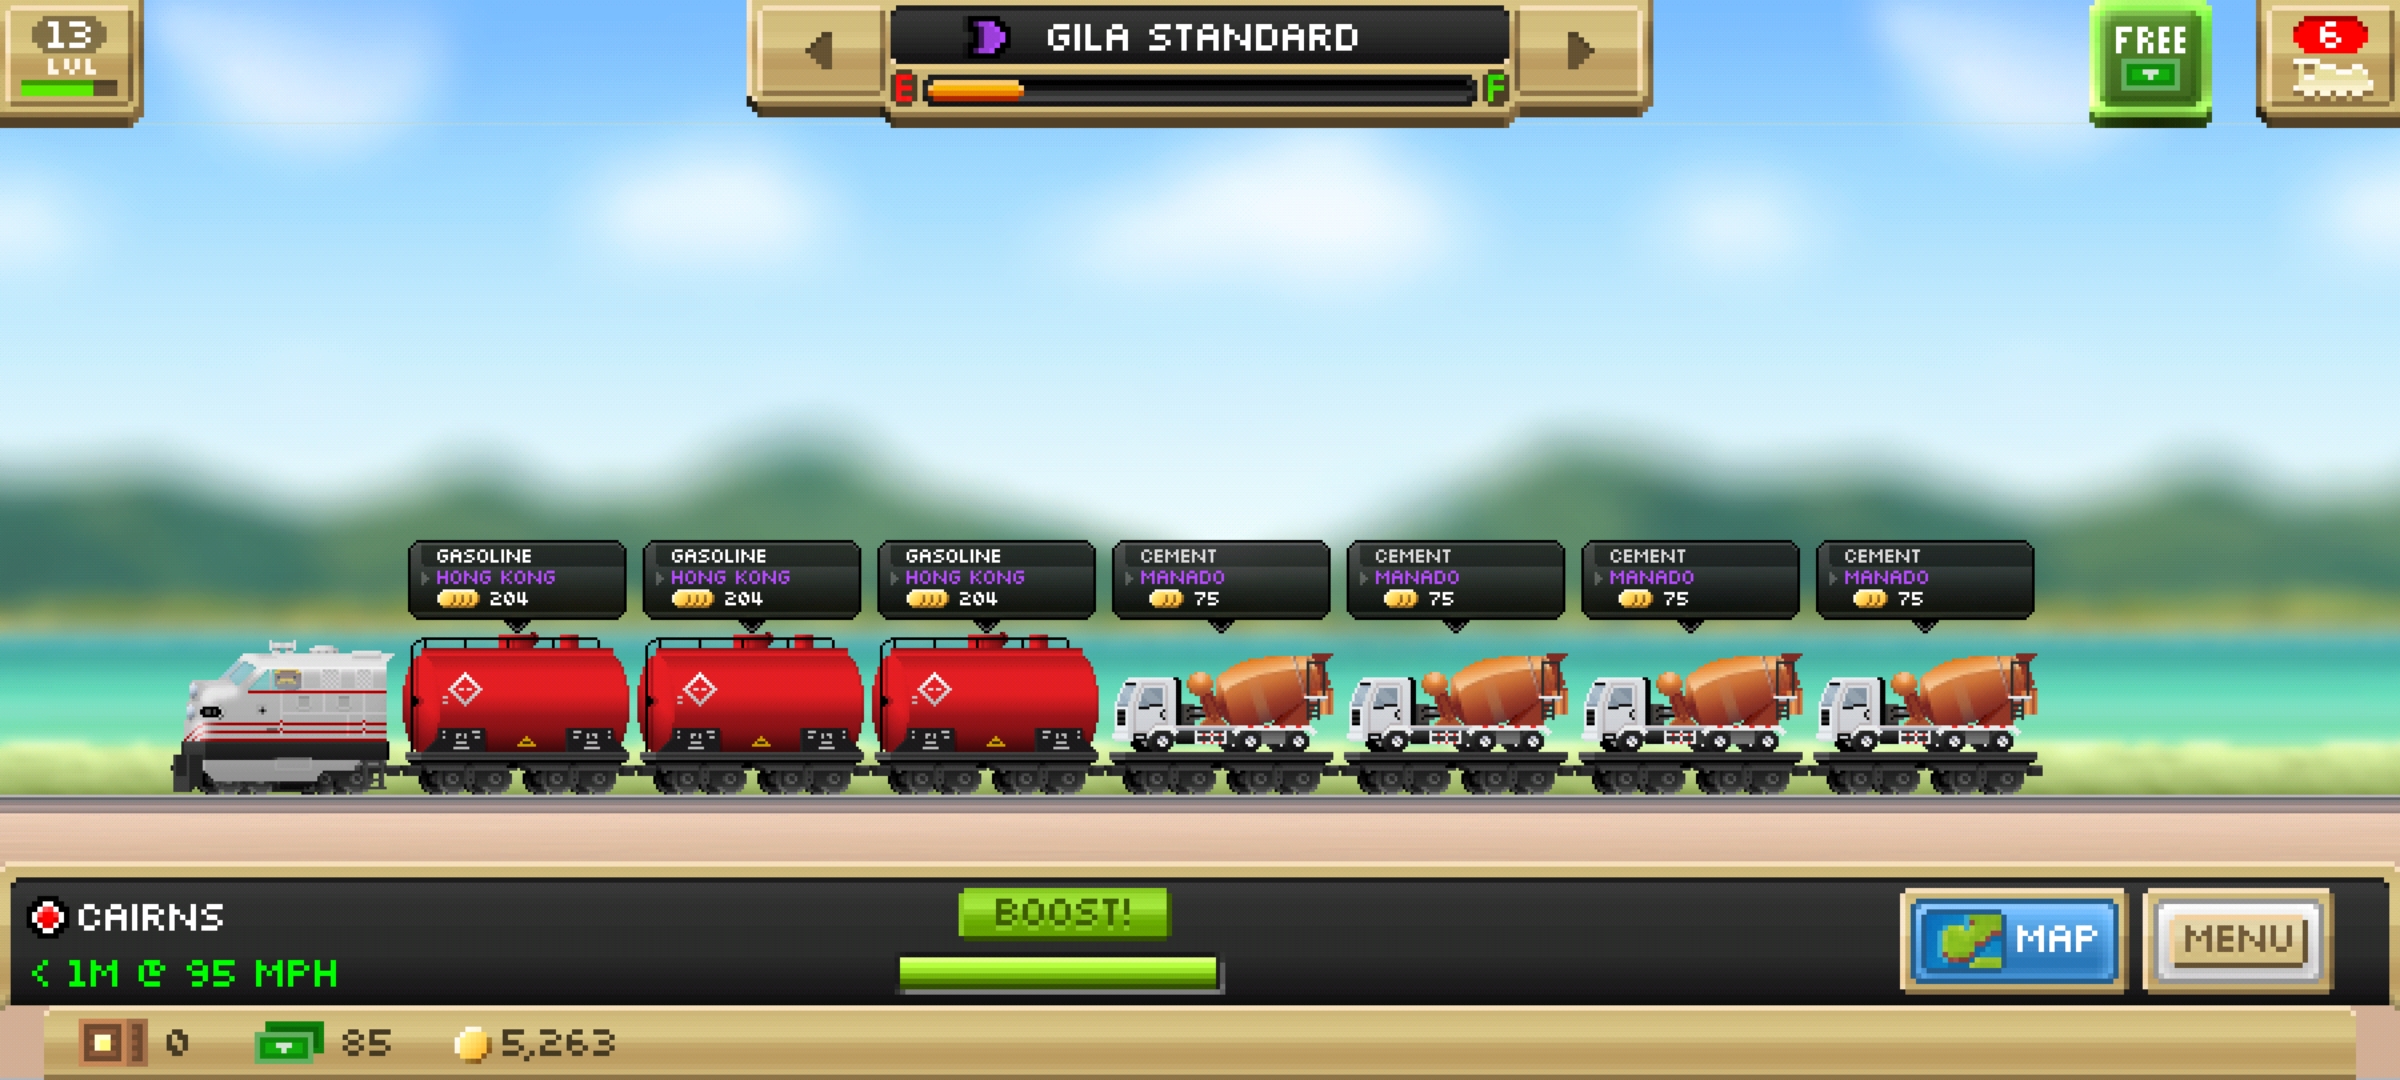 13
LVL
GILA STANDARD
E F
FREE
6
GASOLINE
HONG KONG
204
GASOLINE
HONG KONG
204
GASOLINE
HONG KONG
204
CEMENT
MANADO
75
CEMENT
MANADO
75
CEMENT
MANADO
75
CEMENT
MANADO
75
CAIRNS
< 1M @ 95 MPH
BOOST!
MAP
MENU
0
85
5,263